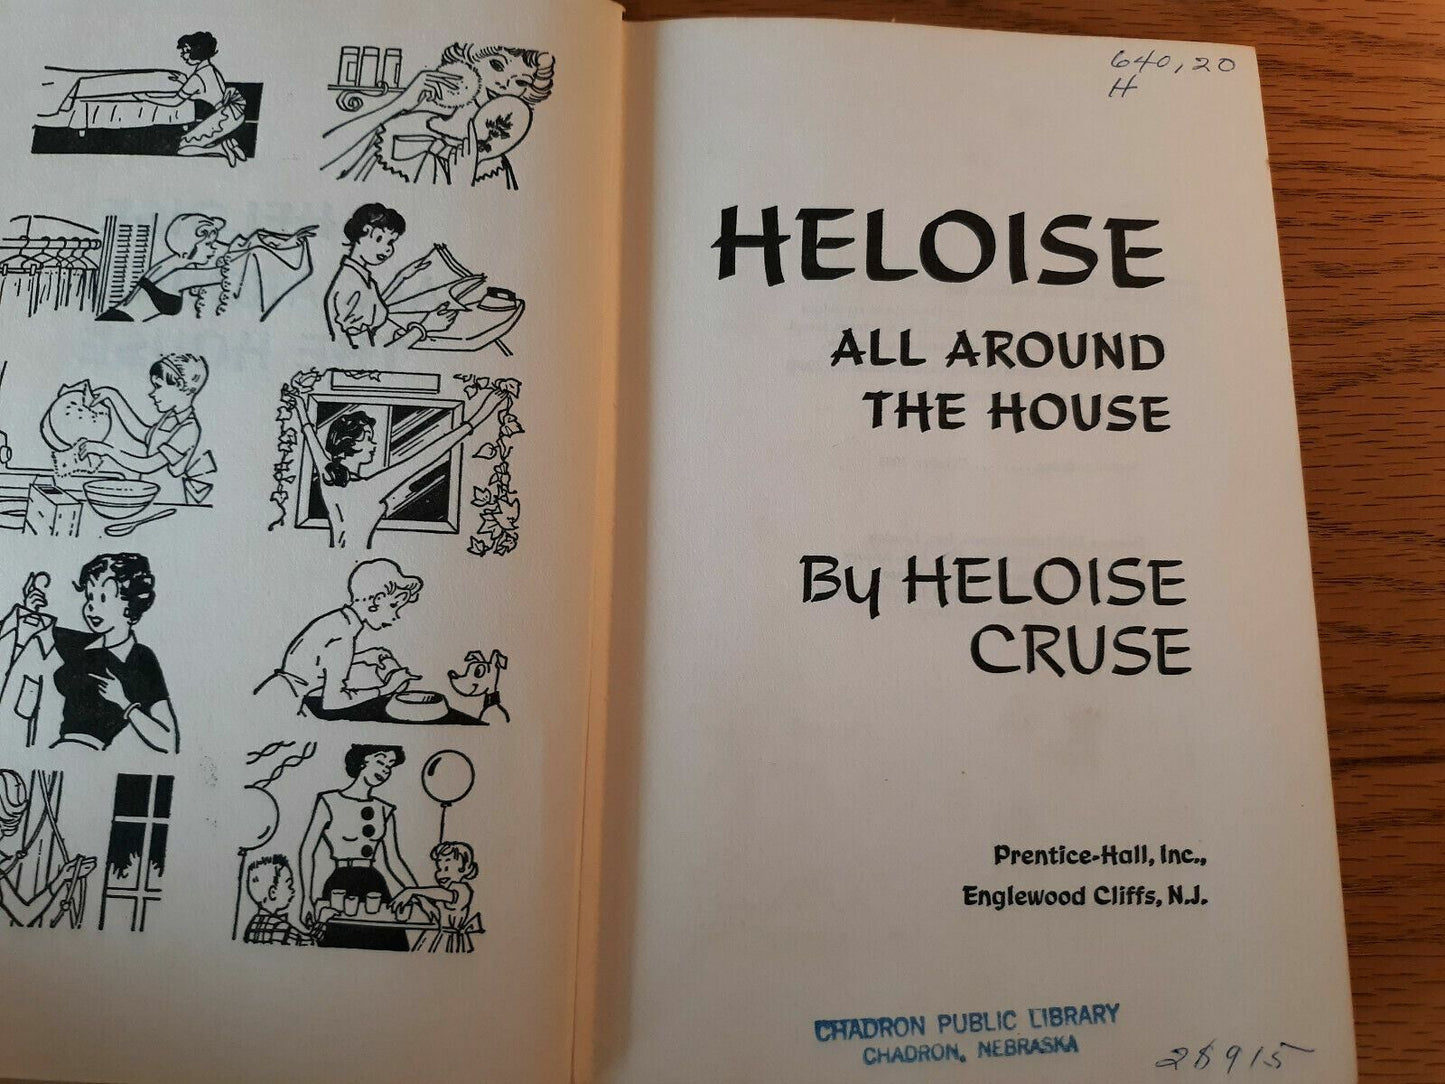 640,20
H
HELOISE
ALL AROUND
THE HOUSE
By HELOISE
CRUSE
Prentice-Hall, Inc.,
Englewood Cliffs, N.J.
CHADRON PUBLIC LIBRARY
CHADRON, NEBRASKA
28915